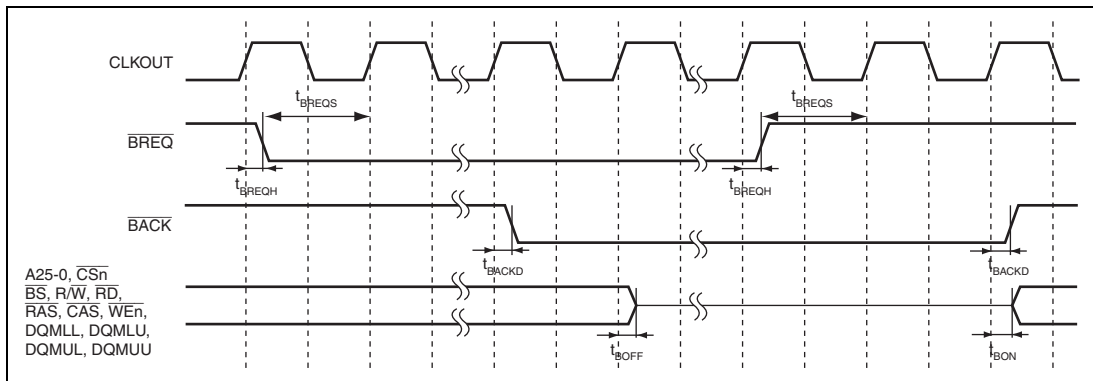 CLKOUT
tBREQS
tBREQS
BREQ
tBREQH
tBREQH
BACK
tBACKD
tBACKD
A25-0, CSn
BS, R/W, RD,
RAS, CAS, WEn,
DQMLL, DQMLU,
DQMUL, DQMUU
tBOFF
tBON